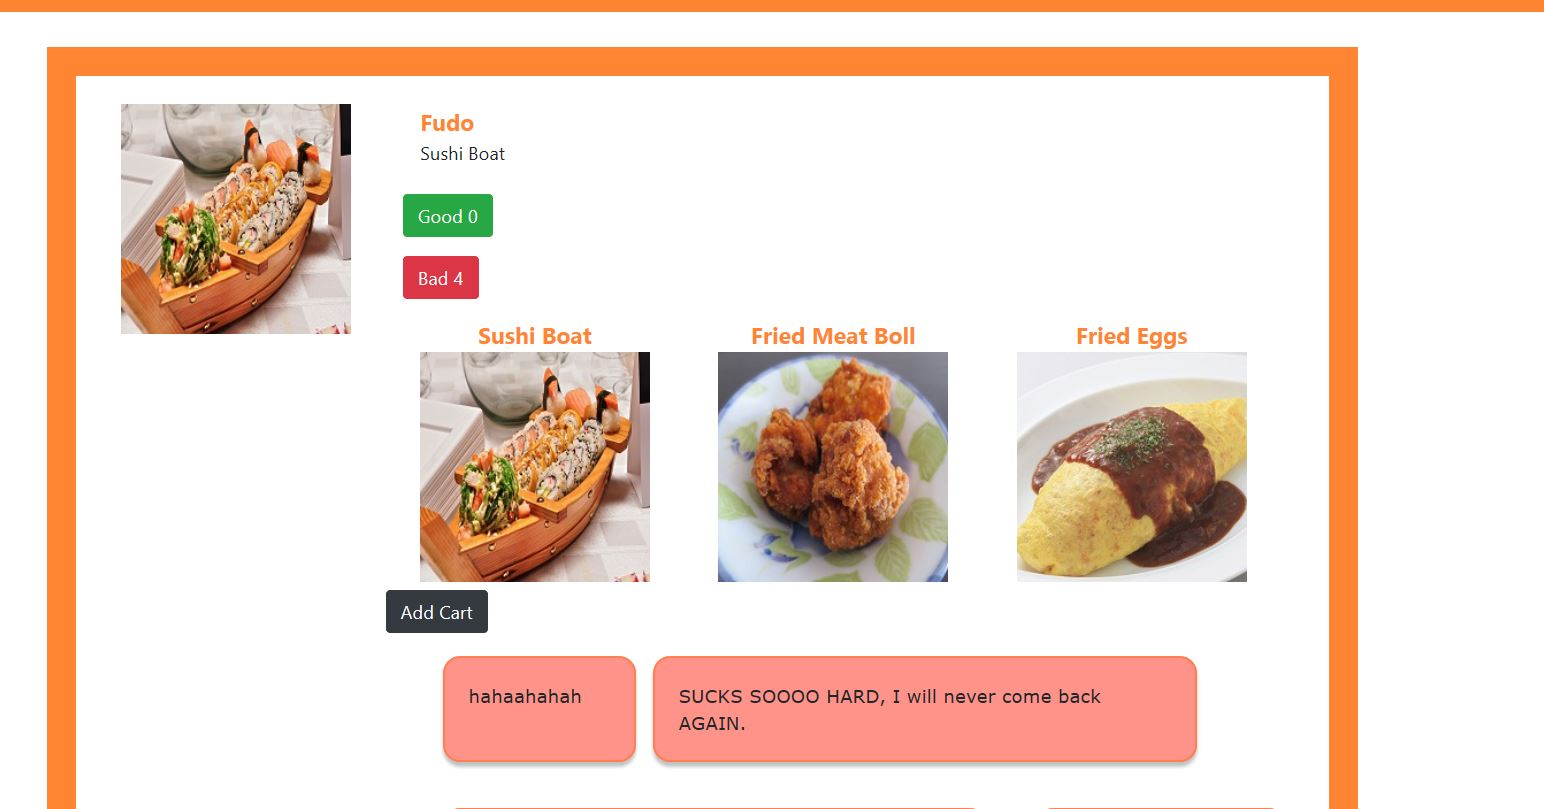 Fudo
Sushi Boat
Good 0
Bad 4
Sushi Boat
Fried Meat Boll
Fried Eggs
Add Cart
hahaahahah
SUCKS SOOOO HARD, I will never come back
AGAIN.